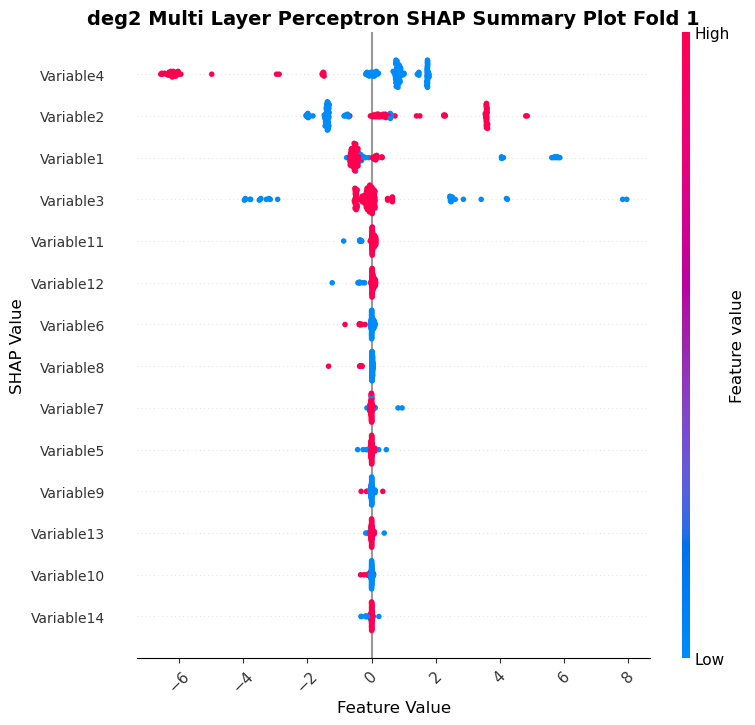 deg2 Multi Layer Perceptron SHAP Summary Plot Fold 1
High
Variable4
Variable2
Variable1
Variable3
Variable11
Variable12
Variable6
Variable8
Variable7
Variable5
Variable9
Variable13
Variable10
Variable14
SHAP Value
Feature value
Low
−6
−4
−2
0
2
4
6
8
Feature Value